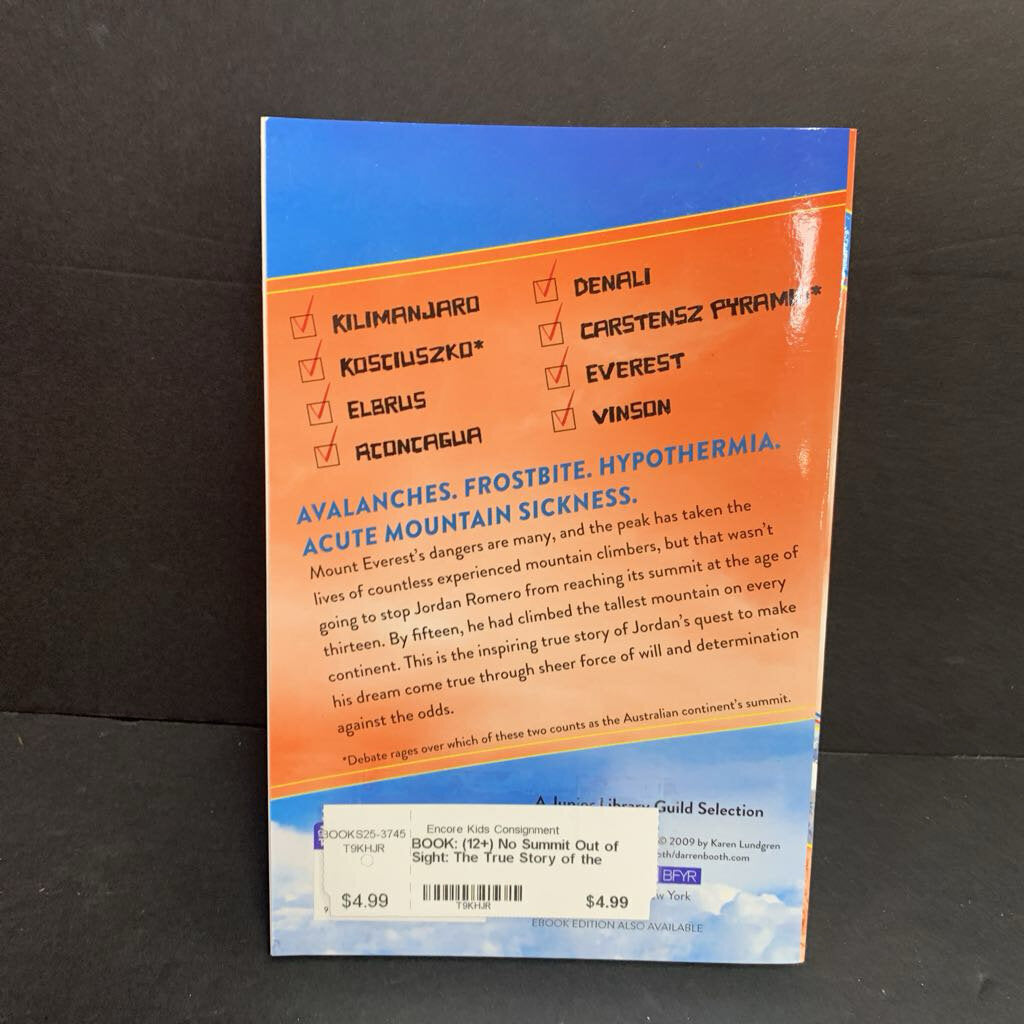 KILIMANJARO
KOSCIUSZKO*
ELBRUS
ACONCAGUA
DENALI
CARSTENSZ PYRAMID*
EVEREST
VINSON
AVALANCHES. FROSTBITE. HYPOTHERMIA.
ACUTE MOUNTAIN SICKNESS.
Mount Everest's dangers are many, and the peak has taken the
lives of countless experienced mountain climbers, but that wasn't
going to stop Jordan Romero from reaching its summit at the age of
thirteen. By fifteen, he had climbed the tallest mountain on every
continent. This is the inspiring true story of Jordan's quest to make
his dream come true through sheer force of will and determination
against the odds.
*Debate rages over which of these two counts as the Australian continent's summit.
A Junior Library Guild Selection
© 2009 by Karen Lundgren
oth/darrenbooth.com
BFYR
w York
EBOOK EDITION ALSO AVAILABLE
BOOKS25-3745
T9KHJR
$4.99
Encore Kids Consignment
BOOK: (12+) No Summit Out of
Sight: The True Story of the
T9KHJR
$4.99
9